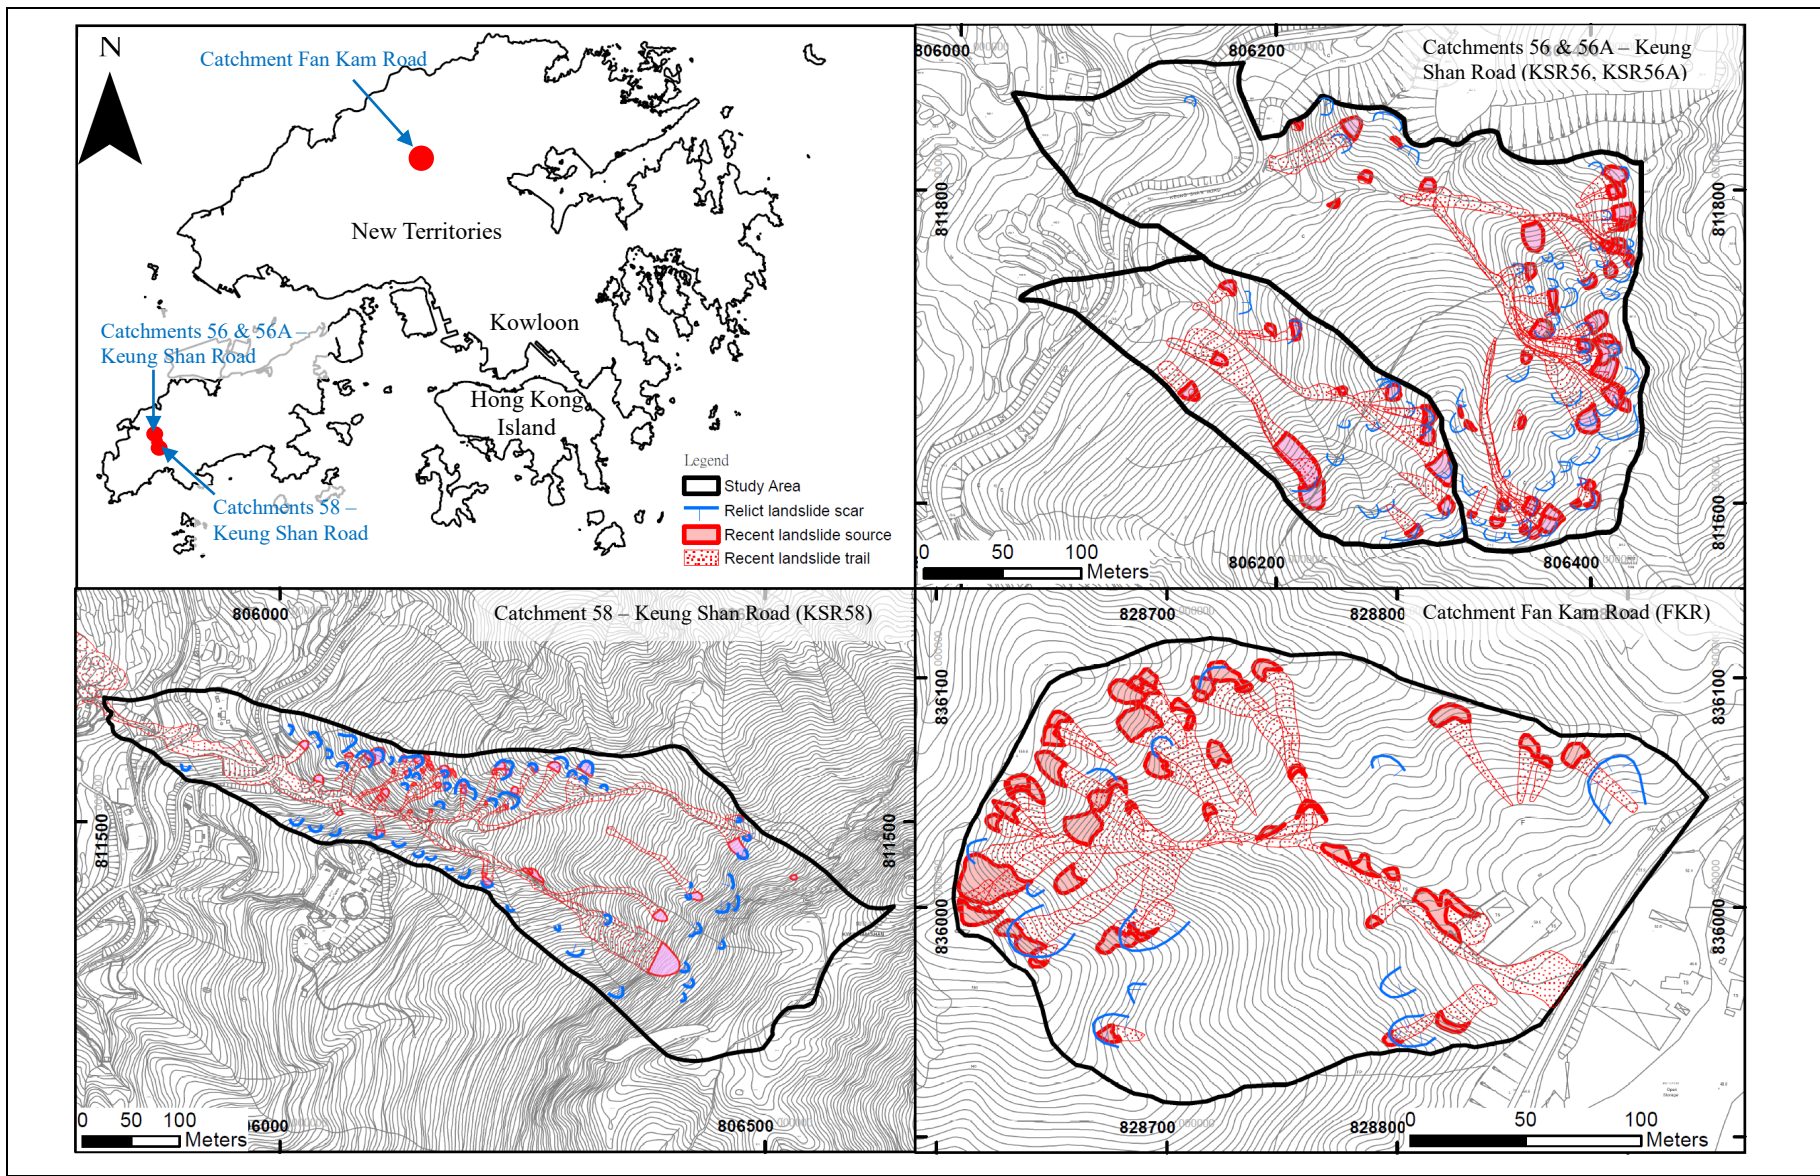 N
Catchment Fan Kam Road
New Territories
Kowloon
Catchments 56 & 56A –
Keung Shan Road
Hong Kong
Island
Catchments 58 –
Keung Shan Road
Legend
Study Area
Relict landslide scar
Recent landslide source
Recent landslide trail
806000
806200
Catchments 56 & 56A – Keung
Shan Road (KSR56, KSR56A)
811800
811800
811600
0 50 100
Meters
806200
806400
806000
Catchment 58 – Keung Shan Road (KSR58)
811500
811500
0 50 100
Meters
806500
828700
828800
Catchment Fan Kam Road (FKR)
836100
836100
836000
836000
828700
828800
0 50 100
Meters